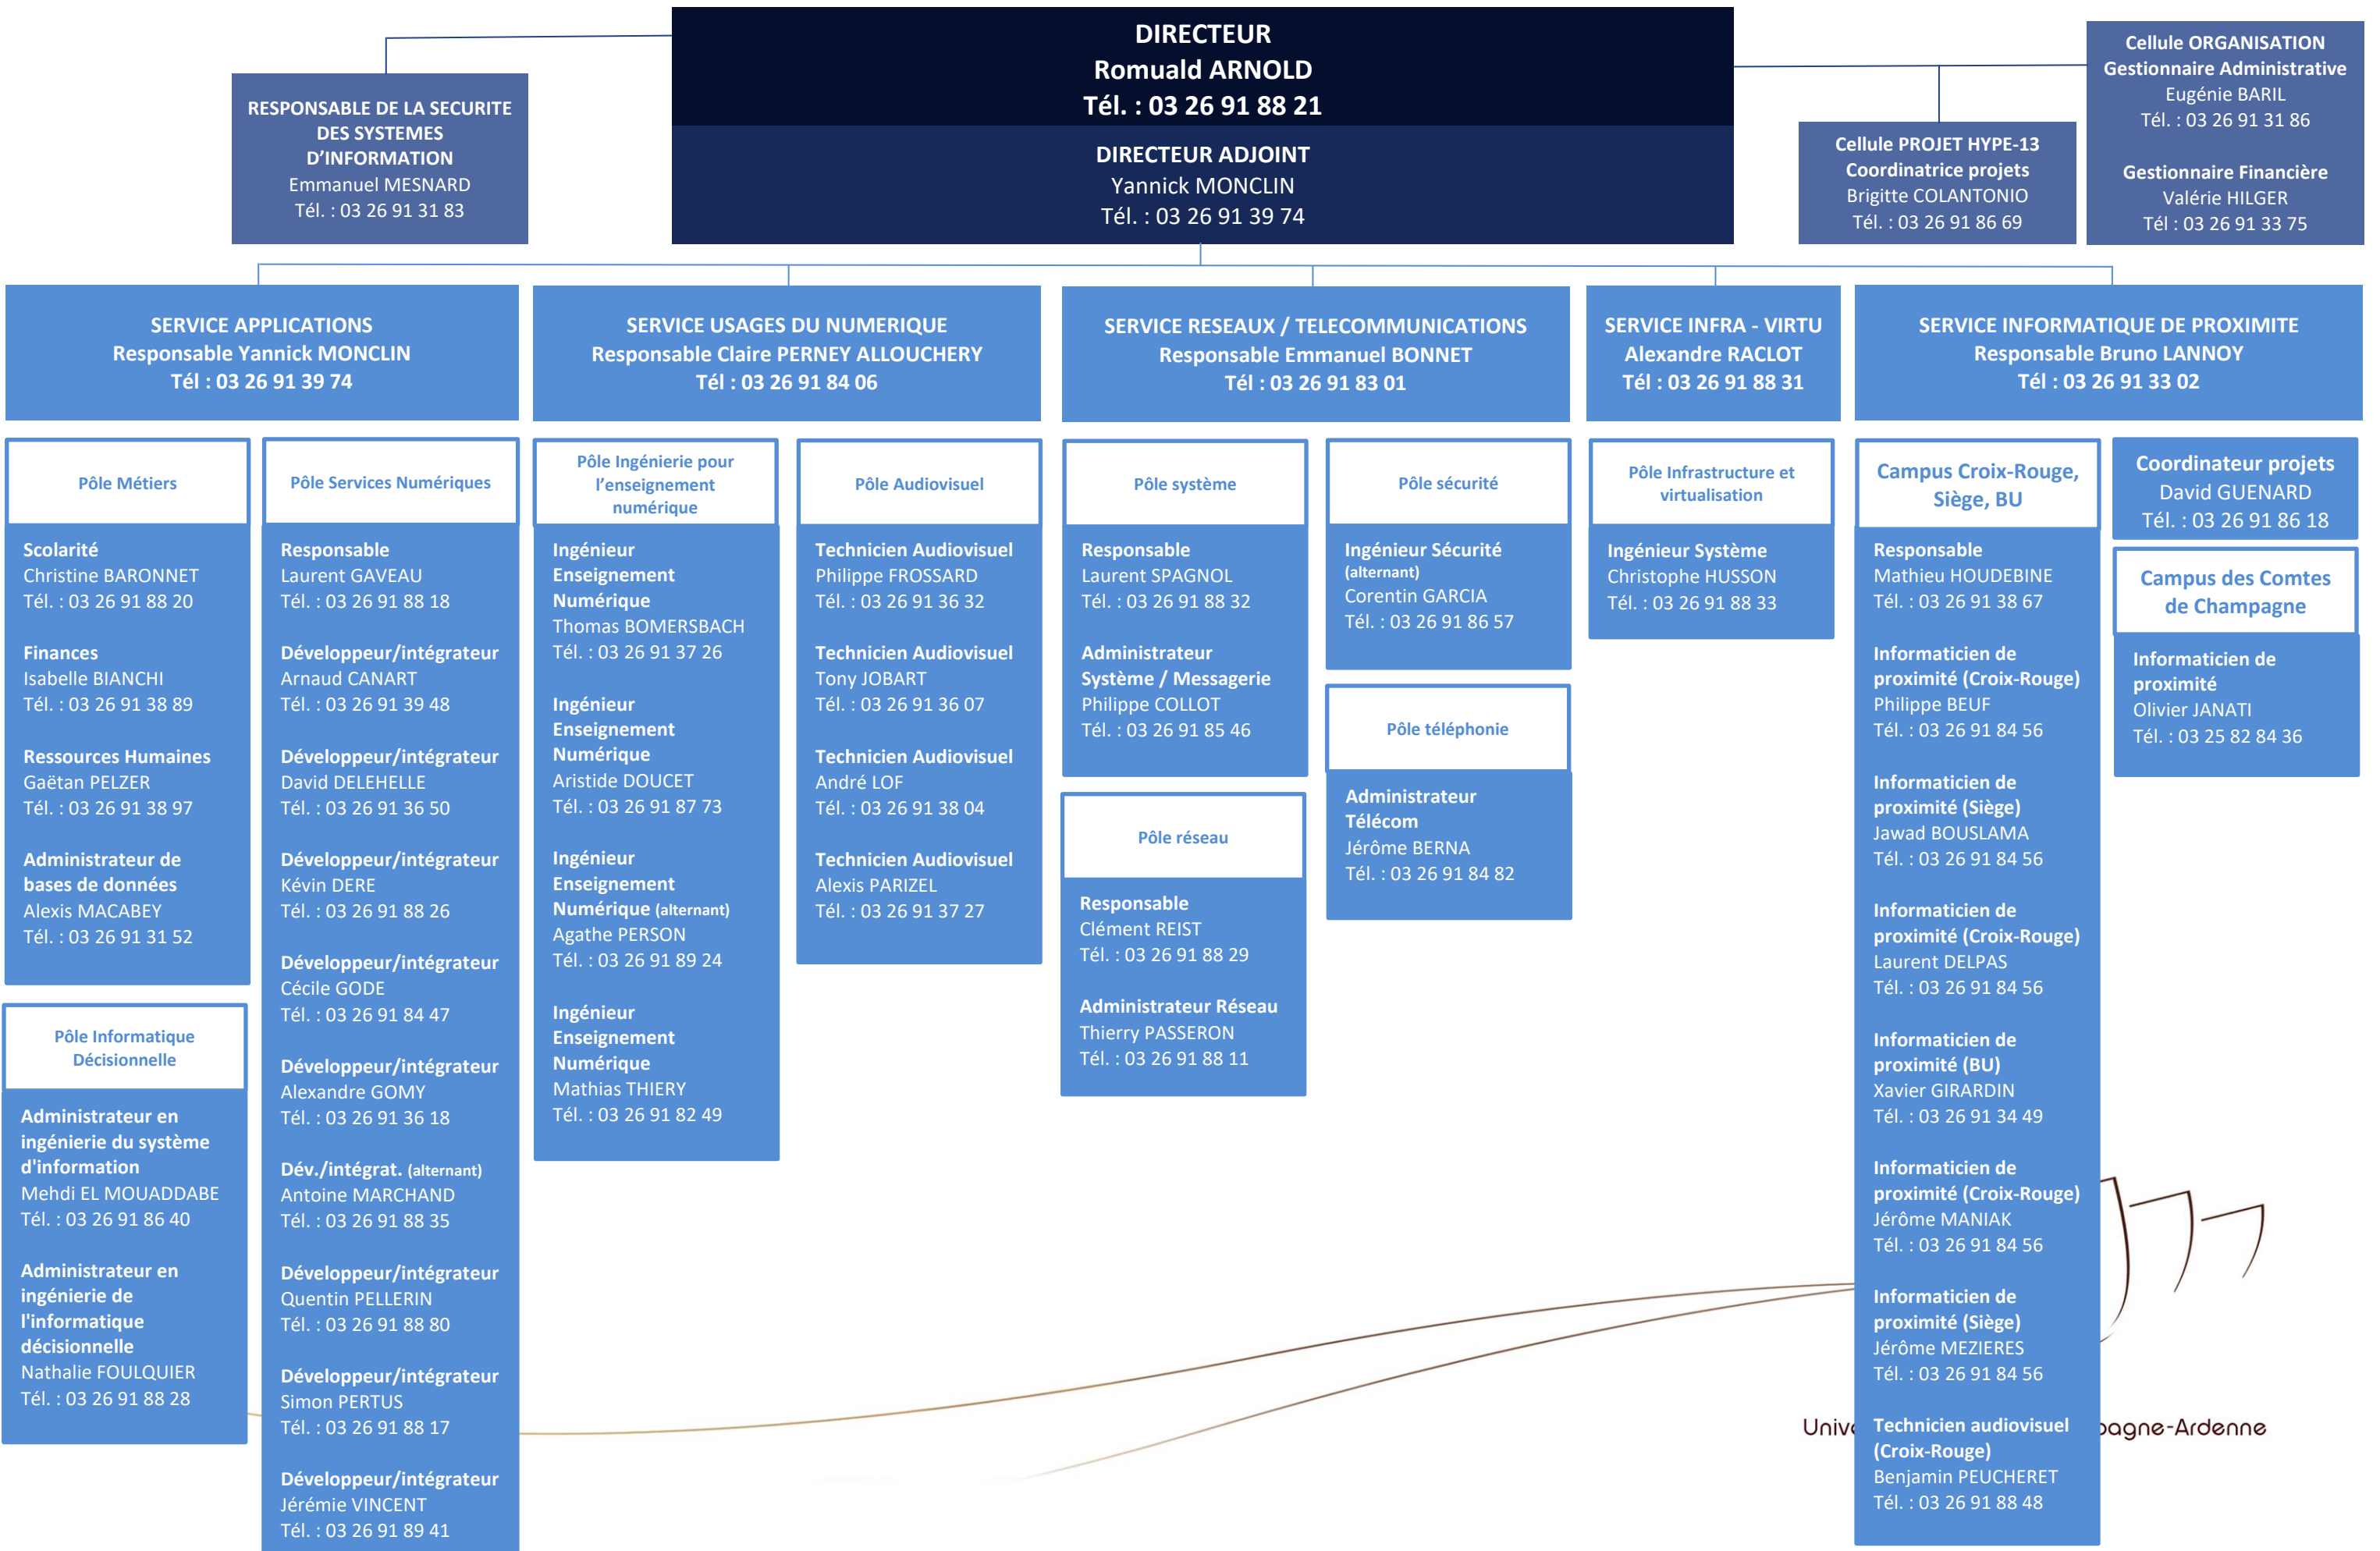 DIRECTEUR
Romuald ARNOLD
Tél. : 03 26 91 88 21
DIRECTEUR ADJOINT
Yannick MONCLIN
Tél. : 03 26 91 39 74
RESPONSABLE DE LA SECURITE
DES SYSTEMES
D’INFORMATION
Emmanuel MESNARD
Tél. : 03 26 91 31 83
Cellule PROJET HYPE-13
Coordinatrice projets
Brigitte COLANTONIO
Tél. : 03 26 91 86 69
Cellule ORGANISATION
Gestionnaire Administrative
Eugénie BARIL
Tél. : 03 26 91 31 86
Gestionnaire Financière
Valérie HILGER
Tél : 03 26 91 33 75
SERVICE APPLICATIONS
Responsable Yannick MONCLIN
Tél : 03 26 91 39 74
SERVICE USAGES DU NUMERIQUE
Responsable Claire PERNEY ALLOUCHERY
Tél : 03 26 91 84 06
SERVICE RESEAUX / TELECOMMUNICATIONS
Responsable Emmanuel BONNET
Tél : 03 26 91 83 01
SERVICE INFRA - VIRTU
Alexandre RACLOT
Tél : 03 26 91 88 31
SERVICE INFORMATIQUE DE PROXIMITE
Responsable Bruno LANNOY
Tél : 03 26 91 33 02
Pôle Métiers
Scolarité
Christine BARONNET
Tél. : 03 26 91 88 20
Finances
Isabelle BIANCHI
Tél. : 03 26 91 38 89
Ressources Humaines
Gaëtan PELZER
Tél. : 03 26 91 38 97
Administrateur de
bases de données
Alexis MACABEY
Tél. : 03 26 91 31 52
Pôle Informatique
Décisionnelle
Administrateur en
ingénierie du système
d'information
Mehdi EL MOUADDABE
Tél. : 03 26 91 86 40
Administrateur en
ingénierie de
l'informatique
décisionnelle
Nathalie FOULQUIER
Tél. : 03 26 91 88 28
Pôle Services Numériques
Responsable
Laurent GAVEAU
Tél. : 03 26 91 88 18
Développeur/intégrateur
Arnaud CANART
Tél. : 03 26 91 39 48
Développeur/intégrateur
David DELEHELLE
Tél. : 03 26 91 36 50
Développeur/intégrateur
Kévin DERE
Tél. : 03 26 91 88 26
Développeur/intégrateur
Cécile GODE
Tél. : 03 26 91 84 47
Développeur/intégrateur
Alexandre GOMY
Tél. : 03 26 91 36 18
Dév./intégrat. (alternant)
Antoine MARCHAND
Tél. : 03 26 91 88 35
Développeur/intégrateur
Quentin PELLERIN
Tél. : 03 26 91 88 80
Développeur/intégrateur
Simon PERTUS
Tél. : 03 26 91 88 17
Développeur/intégrateur
Jérémie VINCENT
Tél. : 03 26 91 89 41
Pôle Ingénierie pour
l’enseignement
numérique
Ingénieur
Enseignement
Numérique
Thomas BOMERSBACH
Tél. : 03 26 91 37 26
Ingénieur
Enseignement
Numérique
Aristide DOUCET
Tél. : 03 26 91 87 73
Ingénieur
Enseignement
Numérique (alternant)
Agathe PERSON
Tél. : 03 26 91 89 24
Ingénieur
Enseignement
Numérique
Mathias THIERY
Tél. : 03 26 91 82 49
Pôle Audiovisuel
Technicien Audiovisuel
Philippe FROSSARD
Tél. : 03 26 91 36 32
Technicien Audiovisuel
Tony JOBART
Tél. : 03 26 91 36 07
Technicien Audiovisuel
André LOF
Tél. : 03 26 91 38 04
Technicien Audiovisuel
Alexis PARIZEL
Tél. : 03 26 91 37 27
Pôle système
Responsable
Laurent SPAGNOL
Tél. : 03 26 91 88 32
Administrateur
Système / Messagerie
Philippe COLLOT
Tél. : 03 26 91 85 46
Pôle réseau
Responsable
Clément REIST
Tél. : 03 26 91 88 29
Administrateur Réseau
Thierry PASSERON
Tél. : 03 26 91 88 11
Pôle sécurité
Ingénieur Sécurité
(alternant)
Corentin GARCIA
Tél. : 03 26 91 86 57
Pôle téléphonie
Administrateur
Télécom
Jérôme BERNA
Tél. : 03 26 91 84 82
Pôle Infrastructure et
virtualisation
Ingénieur Système
Christophe HUSSON
Tél. : 03 26 91 88 33
Campus Croix-Rouge,
Siège, BU
Responsable
Mathieu HOUDEBINE
Tél. : 03 26 91 38 67
Informaticien de
proximité (Croix-Rouge)
Philippe BEUF
Tél. : 03 26 91 84 56
Informaticien de
proximité (Siège)
Jawad BOUSLAMA
Tél. : 03 26 91 84 56
Informaticien de
proximité (Croix-Rouge)
Laurent DELPAS
Tél. : 03 26 91 84 56
Informaticien de
proximité (BU)
Xavier GIRARDIN
Tél. : 03 26 91 34 49
Informaticien de
proximité (Croix-Rouge)
Jérôme MANIAK
Tél. : 03 26 91 84 56
Informaticien de
proximité (Siège)
Jérôme MEZIERES
Tél. : 03 26 91 84 56
Technicien audiovisuel
(Croix-Rouge)
Benjamin PEUCHERET
Tél. : 03 26 91 88 48
Coordinateur projets
David GUENARD
Tél. : 03 26 91 86 18
Campus des Comtes
de Champagne
Informaticien de
proximité
Olivier JANATI
Tél. : 03 25 82 84 36
pagne-Ardenne